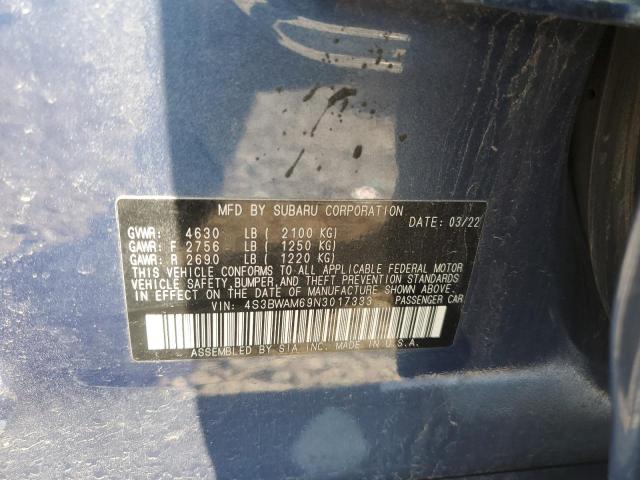 MFD BY SUBARU CORPORATION
DATE: 03/22
GVWR: 4630 LB ( 2100 KG)
GAWR: F 2756 LB ( 1250 KG)
GAWR: R 2690 LB ( 1220 KG)
THIS VEHICLE CONFORMS TO ALL APPLICABLE FEDERAL MOTOR
VEHICLE SAFETY, BUMPER, AND THEFT PREVENTION STANDARDS
IN EFFECT ON THE DATE OF MANUFACTURE SHOWN ABOVE.
VIN: 4S3BWAM69N3017333 PASSENGER CAR
ASSEMBLED BY SIA INC. MADE IN U.S.A.